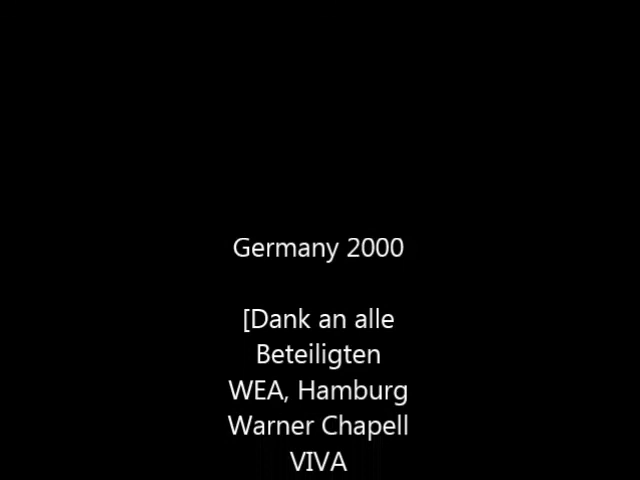 Germany 2000
[Dank an alle
Beteiligten
WEA, Hamburg
Warner Chapell
VIVA